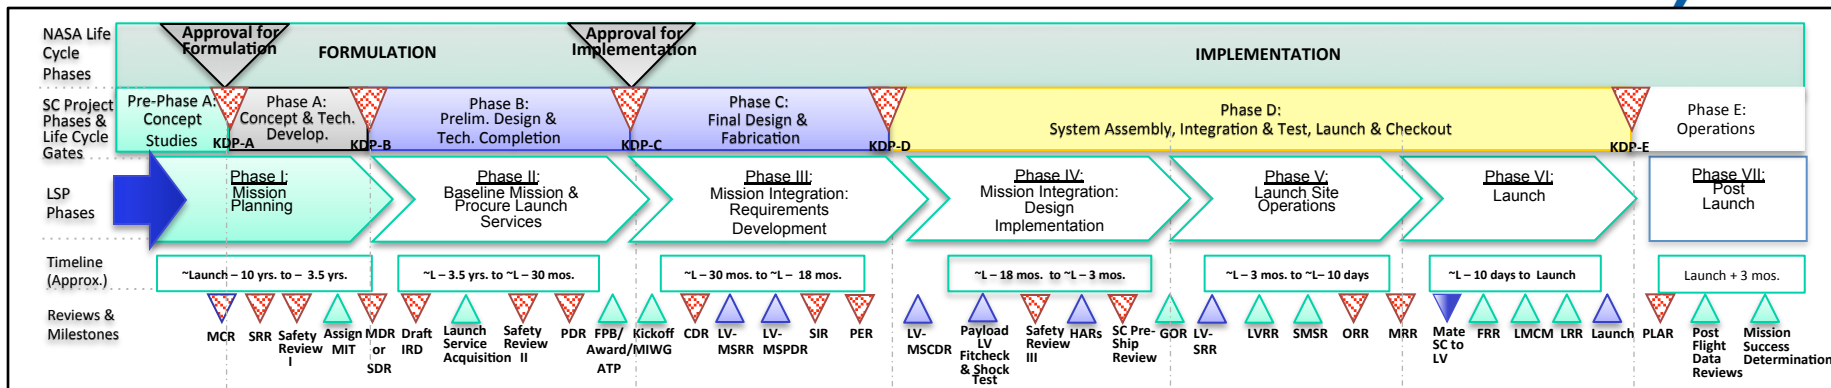 NASA Life
Cycle
Phases
Approval for
Formulation
FORMULATION
Approval for
Implementation
IMPLEMENTATION
SC Project
Phases &
Life Cycle
Gates
Pre-Phase A:
Concept
Studies
KDP-A
Phase A:
Concept & Tech.
Develop.
KDP-B
Phase B:
Prelim. Design &
Tech. Completion
KDP-C
Phase C:
Final Design &
Fabrication
KDP-D
Phase D:
System Assembly, Integration & Test, Launch & Checkout
KDP-E
Phase E:
Operations
LSP
Phases
Phase I:
Mission
Planning
Phase II:
Baseline Mission &
Procure Launch
Services
Phase III:
Mission Integration:
Requirements
Development
Phase IV:
Mission Integration:
Design
Implementation
Phase V:
Launch Site
Operations
Phase VI:
Launch
Phase VII:
Post
Launch
Timeline
(Approx.)
~Launch – 10 yrs. to – 3.5 yrs.
~L – 3.5 yrs. to ~L – 30 mos.
~L – 30 mos. to ~L – 18 mos.
~L – 18 mos. to ~L – 3 mos.
~L – 3 mos. to ~L– 10 days
~L – 10 days to Launch
Launch + 3 mos.
Reviews &
Milestones
MCR
SRR
Safety
Review
I
Assign
MIT
MDR
or
SDR
Draft
IRD
Launch
Service
Acquisition
Safety
Review
II
PDR
FPB/
Award/
ATP
Kickoff
/MIWG
CDR
LV-
MSRR
LV-
MSPDR
SIR
PER
LV-
MSCDR
Payload
LV
Fitcheck
& Shock
Test
Safety
Review
III
HARs
SC Pre-
Ship
Review
GOR
LV-
SRR
LVRR
SMSR
ORR
MRR
Mate
SC to
LV
FRR
LMCM
LRR
Launch
PLAR
Post
Flight
Data
Reviews
Mission
Success
Determination